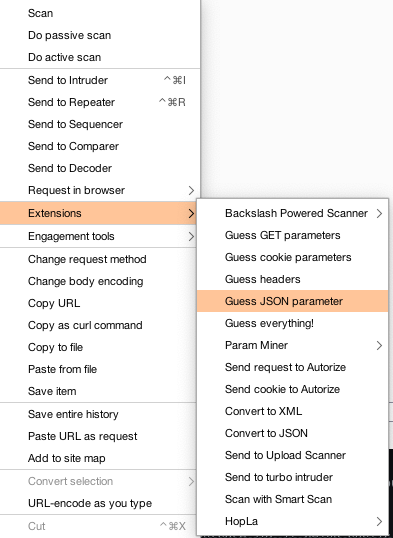 Scan
Do passive scan
Do active scan
Send to Intruder ^⌘I
Send to Repeater ^⌘R
Send to Sequencer
Send to Comparer
Send to Decoder
Request in browser
Extensions
Engagement tools
Change request method
Change body encoding
Copy URL
Copy as curl command
Copy to file
Paste from file
Save item
Save entire history
Paste URL as request
Add to site map
Convert selection
URL-encode as you type
Cut ^⌘X
Backslash Powered Scanner
Guess GET parameters
Guess cookie parameters
Guess headers
Guess JSON parameter
Guess everything!
Param Miner
Send request to Autorize
Send cookie to Autorize
Convert to XML
Convert to JSON
Send to Upload Scanner
Send to turbo intruder
Scan with Smart Scan
HopLa